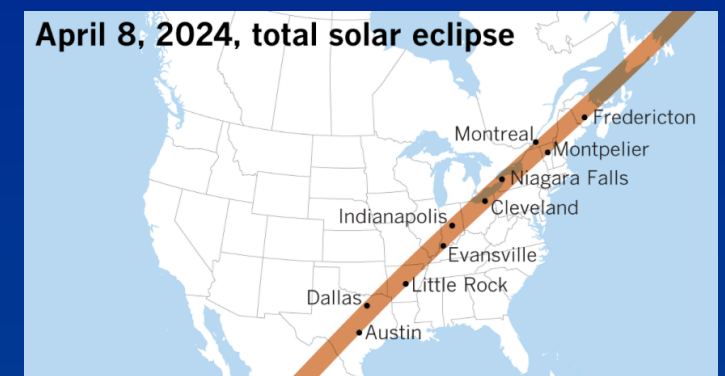 April 8, 2024, total solar eclipse
Fredericton
Montreal
Montpelier
Niagara Falls
Cleveland
Indianapolis
Evansville
Little Rock
Dallas
Austin